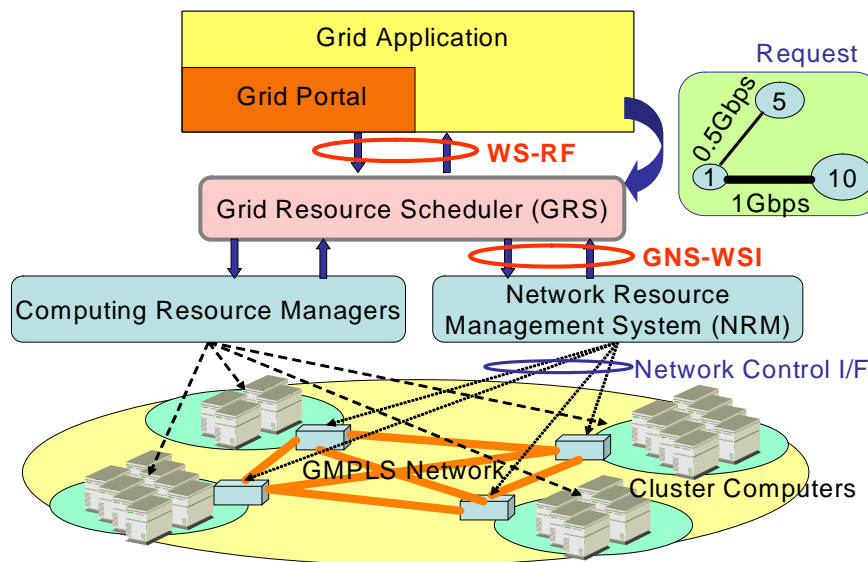 Grid Application
Request
Grid Portal
5
0.5Gbps
1
10
1Gbps
WS-RF
Grid Resource Scheduler (GRS)
GNS-WSI
Computing Resource Managers
Network Resource
Management System (NRM)
Network Control I/F
GMPLS Network
Cluster Computers